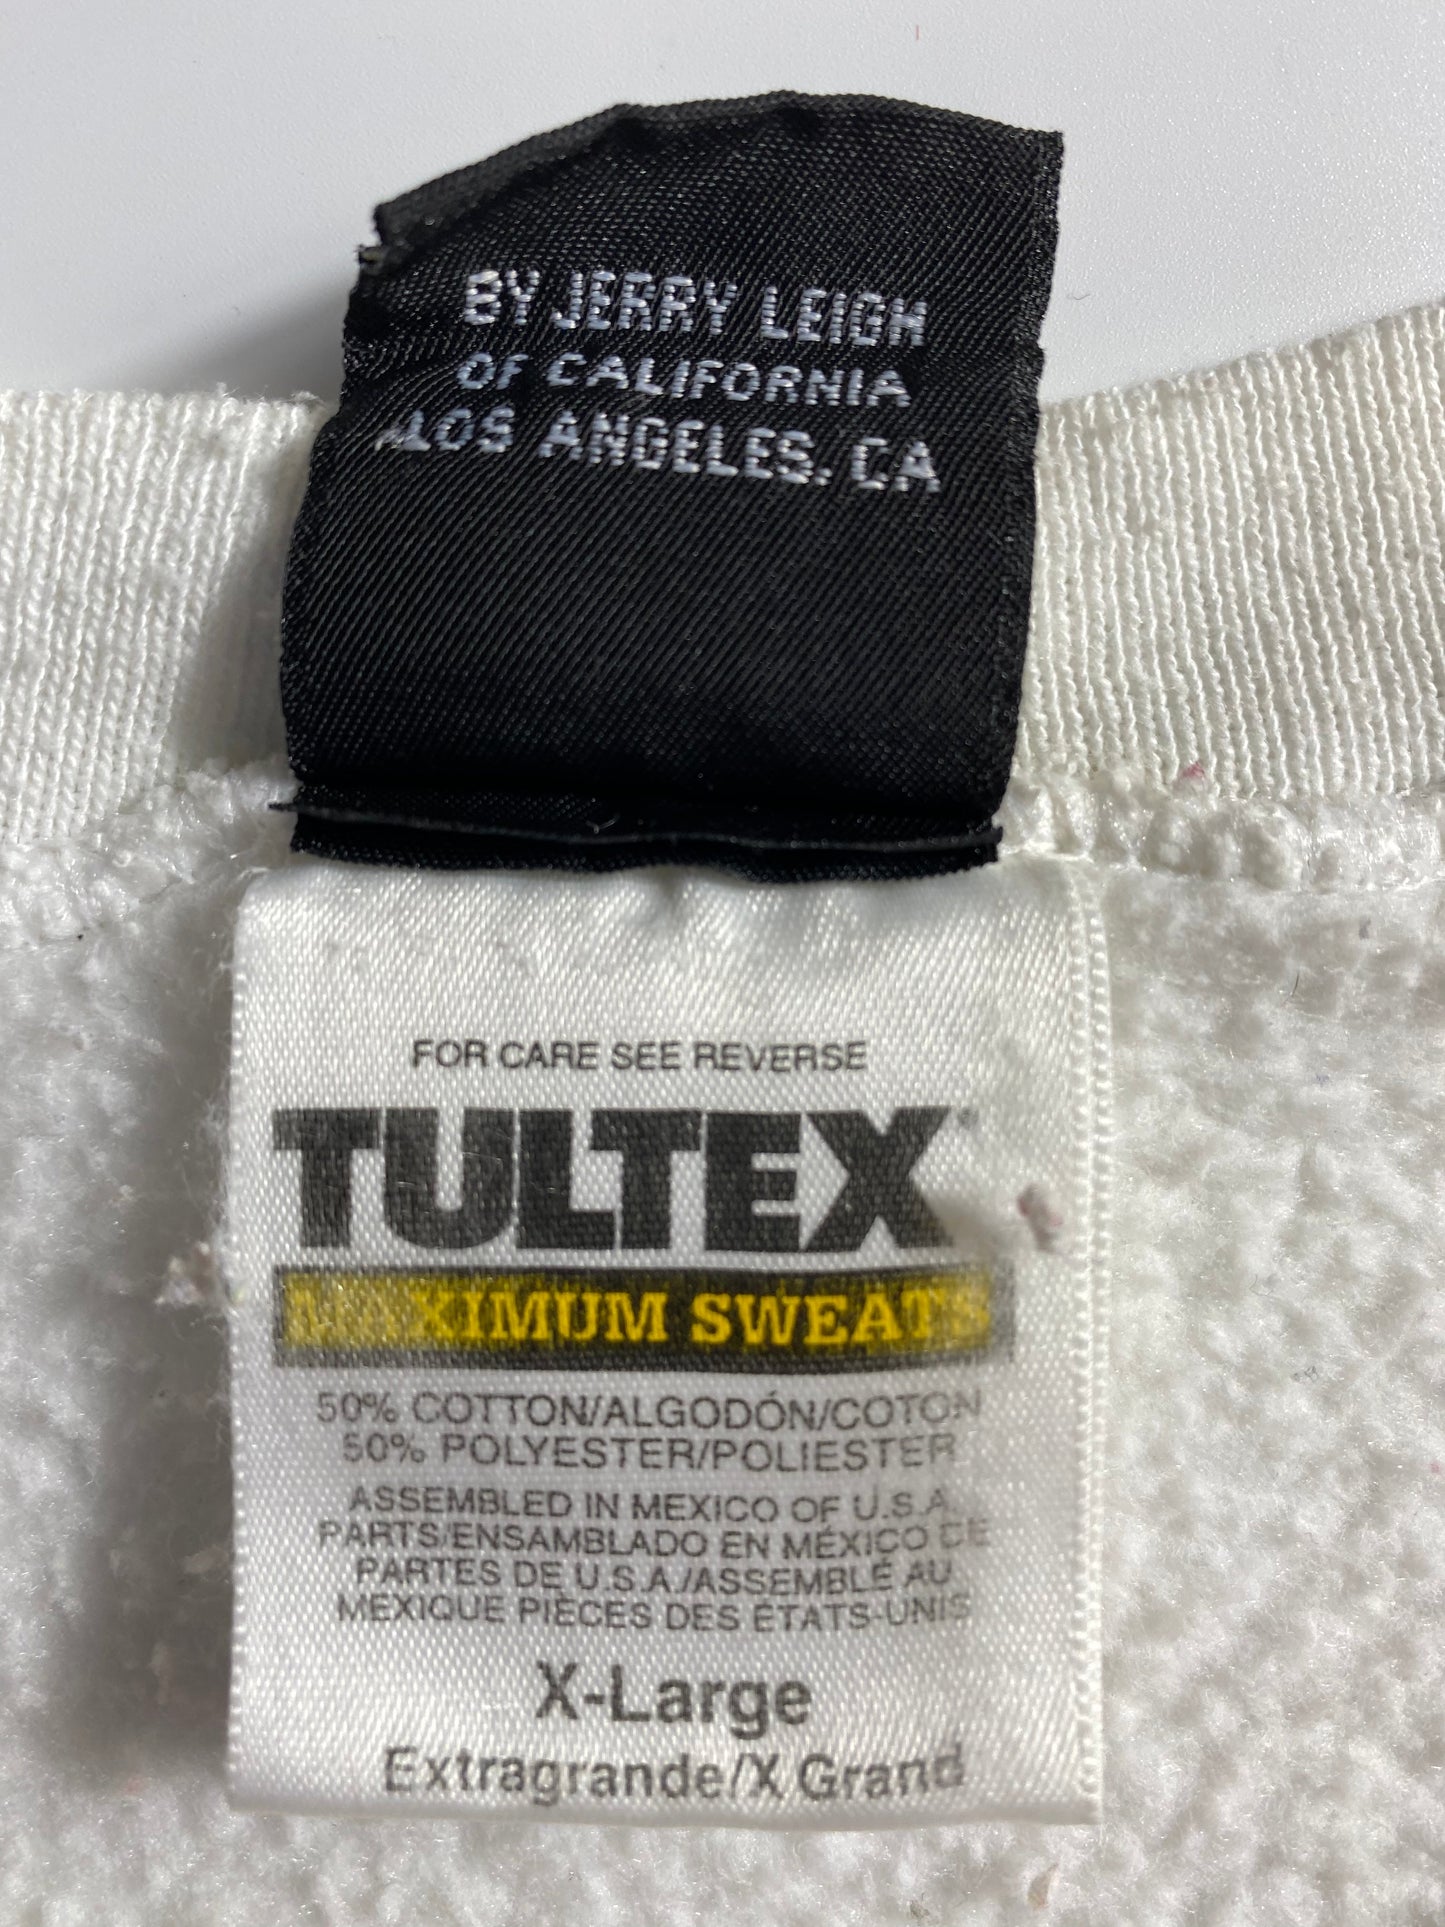 BY JERRY LEIGH
OF CALIFORNIA
LOS ANGELES, CA
FOR CARE SEE REVERSE
TULTEX
MAXIMUM SWEATS
50% COTTON/ALGODÓN/COTON
50% POLYESTER/POLIESTER
ASSEMBLED IN MEXICO OF U.S.A.
PARTS/ENSAMBLADO EN MÉXICO DE
PARTES DE U.S.A./ASSEMBLÉ AU
MEXIQUE PIÈCES DES ÉTATS-UNIS
X-Large
Extragrande/X Grand